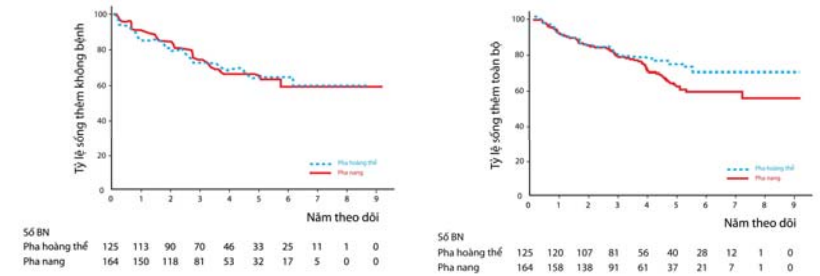 Tỷ lệ sống thêm không bệnh
100
80
60
40
20
0
Pha hoàng thể
Pha nang
0 1 2 3 4 5 6 7 8 9
Năm theo dõi
Số BN
Pha hoàng thể 125 113 90 70 46 33 25 11 1 0
Pha nang 164 150 118 81 53 32 17 5 0 0
Tỷ lệ sống thêm toàn bộ
100
80
60
40
20
0
Pha hoàng thể
Pha nang
0 1 2 3 4 5 6 7 8 9
Năm theo dõi
Số BN
Pha hoàng thể 125 120 107 81 56 40 28 12 1 0
Pha nang 164 158 138 91 61 37 21 7 1 0